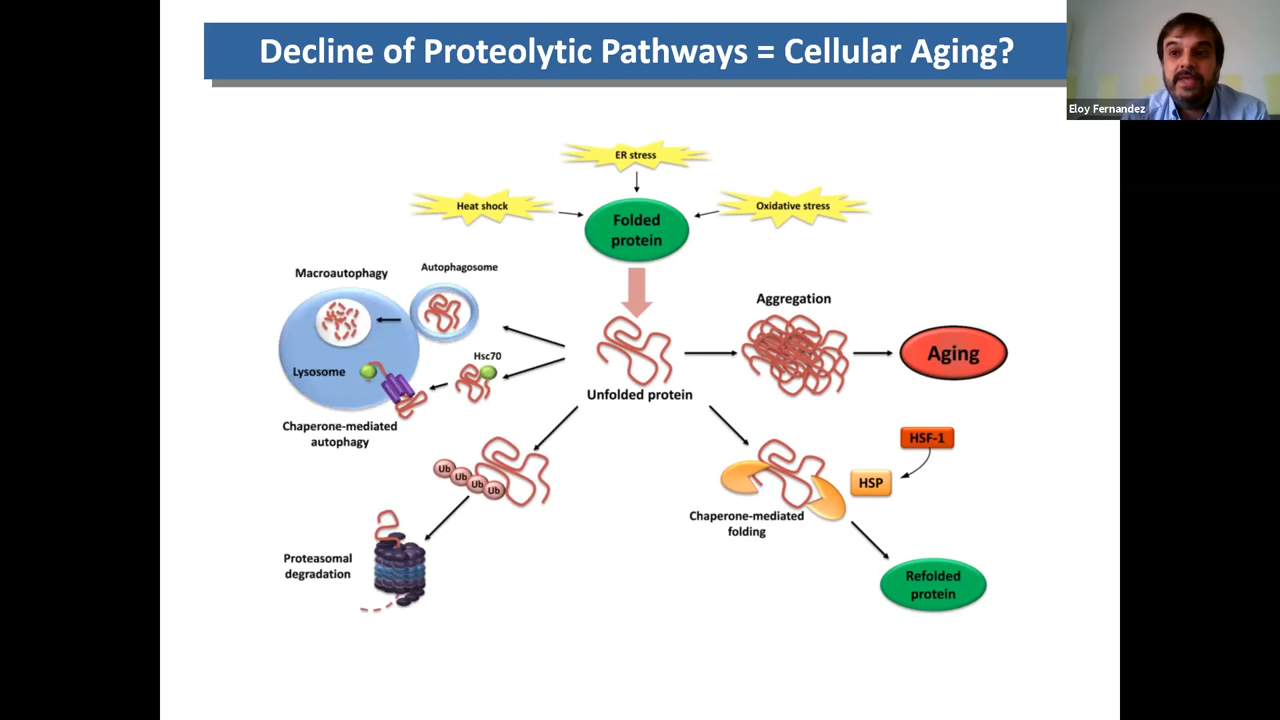 Decline of Proteolytic Pathways = Cellular Aging?
Eloy Fernandez
ER stress
Heat shock
Oxidative stress
Folded
protein
Macroautophagy
Autophagosome
Aggregation
Hsc70
Lysosome
Aging
Unfolded protein
Chaperone-mediated
autophagy
HSF-1
Ub
Ub
Ub
Ub
HSP
Chaperone-mediated
folding
Proteasomal
degradation
Refolded
protein